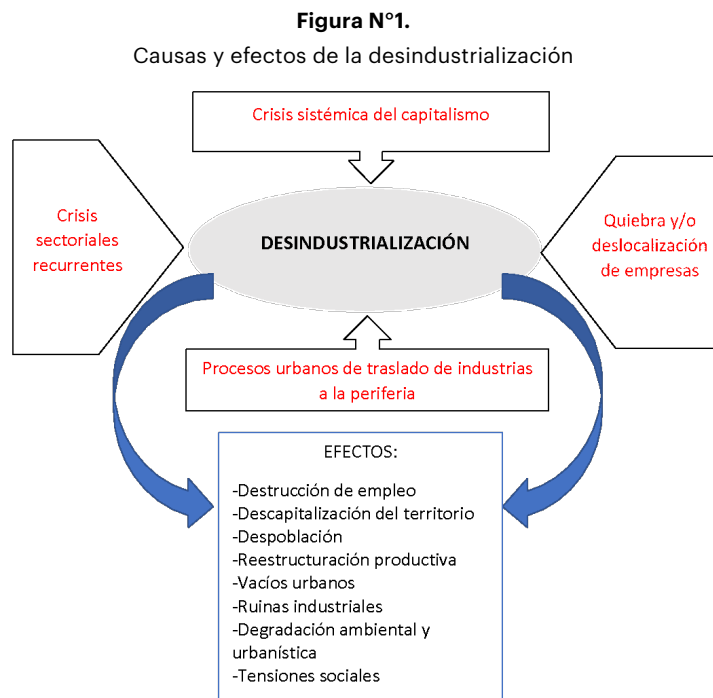 Figura N°1.
Causas y efectos de la desindustrialización
Crisis sistémica del capitalismo
Crisis
sectoriales
recurrentes
DESINDUSTRIALIZACIÓN
Quiebra y/o
deslocalización
de empresas
Procesos urbanos de traslado de industrias
a la periferia
EFECTOS:
-Destrucción de empleo
-Descapitalización del territorio
-Despoblación
-Reestructuración productiva
-Vacíos urbanos
-Ruinas industriales
-Degradación ambiental y
urbanística
-Tensiones sociales